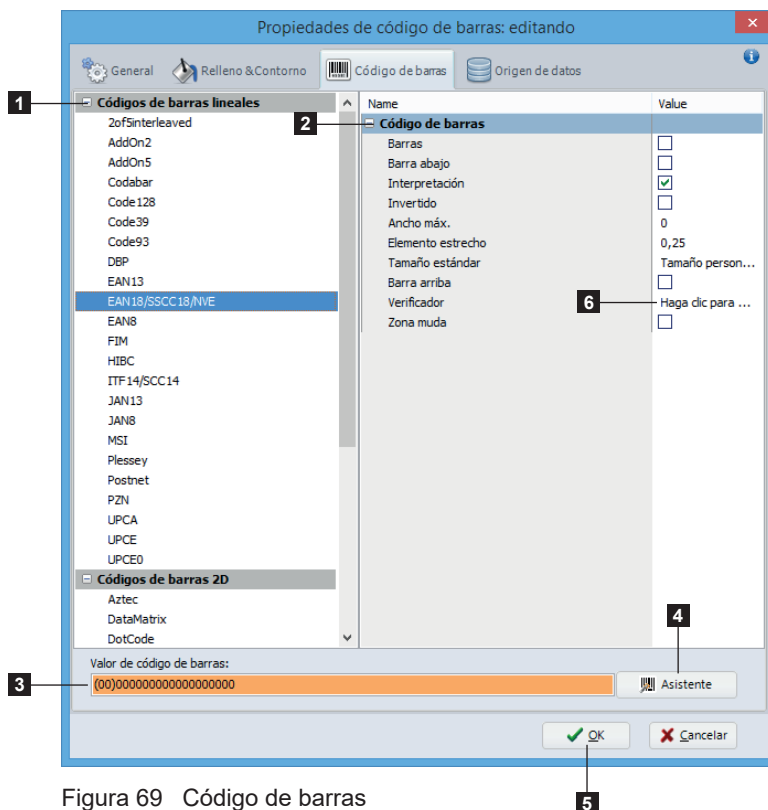 Propiedades de código de barras: editando
General Relleno &Contorno Código de barras Origen de datos
1
Códigos de barras lineales
2of5interleaved
AddOn2
AddOn5
Codabar
Code128
Code39
Code93
DBP
EAN13
EAN18/SSCC18/NVE
EAN8
FIM
HIBC
ITF14/SCC14
JAN13
JAN8
MSI
Plessey
Postnet
PZN
UPCA
UPCE
UPCE0
Códigos de barras 2D
Aztec
DataMatrix
DotCode
Name Value
2
Código de barras
Barras
Barra abajo
Interpretación
Invertido
Ancho máx. 0
Elemento estrecho 0,25
Tamaño estándar Tamaño person...
Barra arriba
Verificador 6 Haga clic para ...
Zona muda
4
Valor de código de barras:
3 (00)000000000000000000 Asistente
OK Cancelar
5
Figura 69 Código de barras